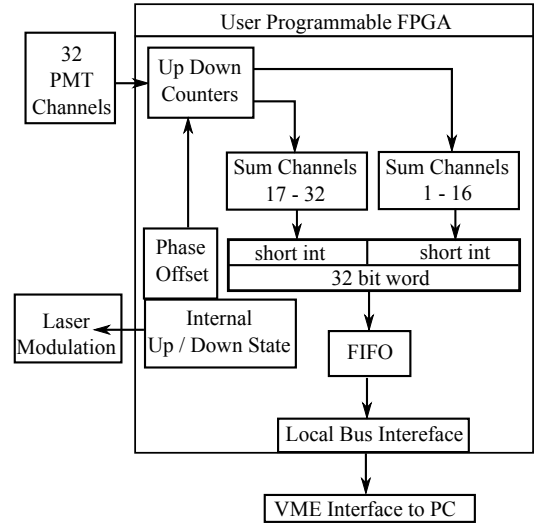 User Programmable FPGA
32
PMT
Channels
Up Down
Counters
Sum Channels
17 - 32
Sum Channels
1 - 16
Phase
Offset
short int
short int
32 bit word
Laser
Modulation
Internal
Up / Down State
FIFO
Local Bus Intereface
VME Interface to PC